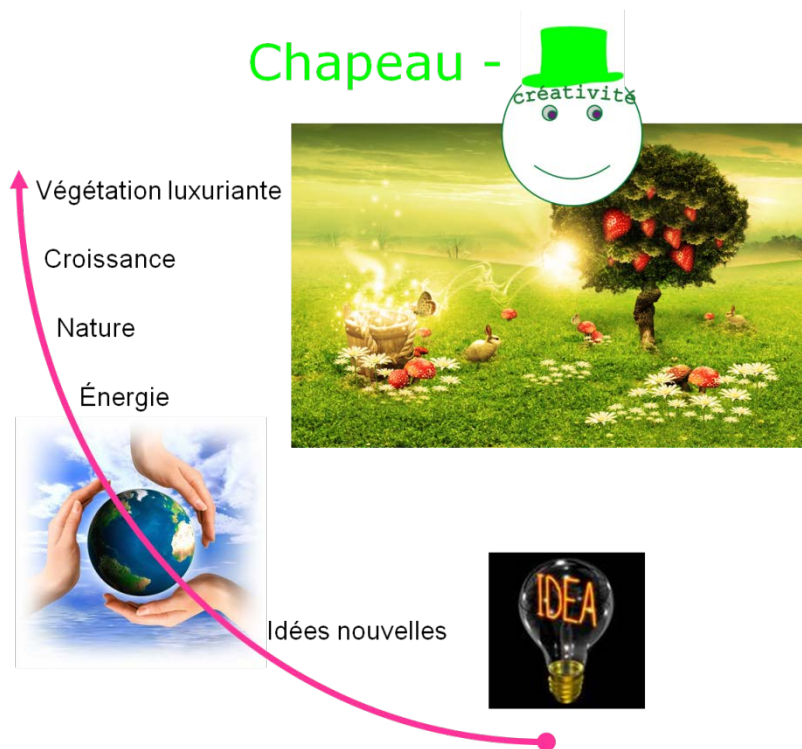 Chapeau -
créativité
Végétation luxuriante
Croissance
Nature
Énergie
Idées nouvelles
IDEA